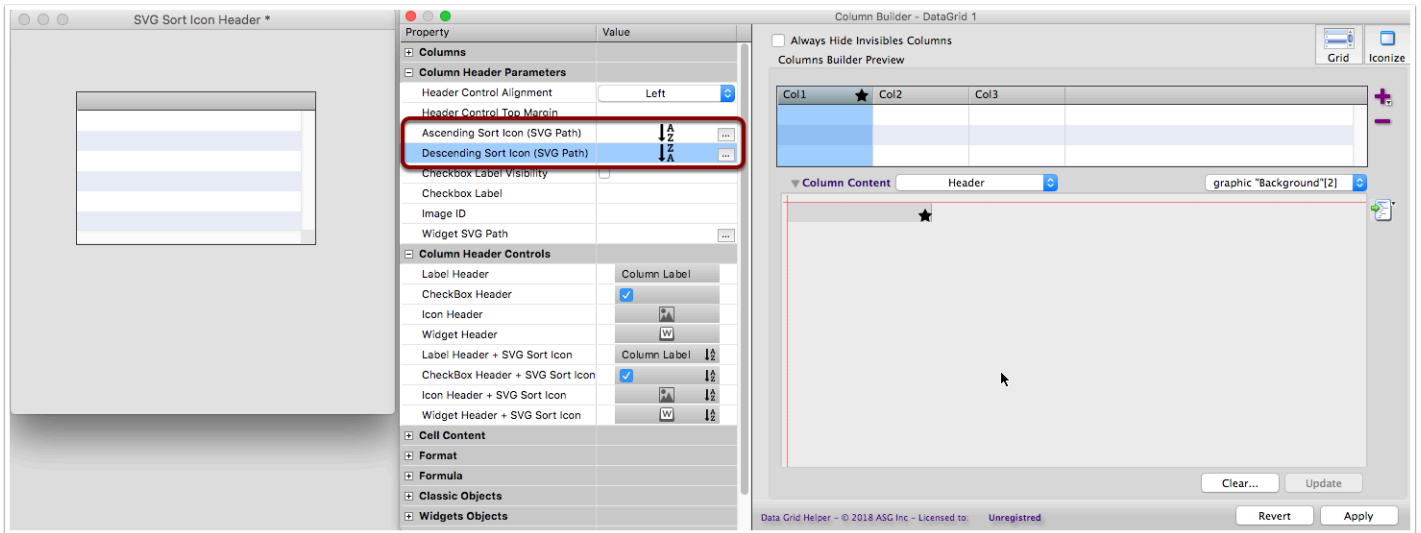 SVG Sort Icon Header *
Column Builder - DataGrid 1
Property Value
Columns
Column Header Parameters
Header Control Alignment Left
Header Control Top Margin
Ascending Sort Icon (SVG Path) A Z ...
Descending Sort Icon (SVG Path) Z A ...
Checkbox Label Visibility
Checkbox Label
Image ID
Widget SVG Path ...
Column Header Controls
Label Header Column Label
CheckBox Header
Icon Header
Widget Header W
Label Header + SVG Sort Icon Column Label A Z
CheckBox Header + SVG Sort Icon A Z
Icon Header + SVG Sort Icon A Z
Widget Header + SVG Sort Icon W A Z
Cell Content
Format
Formula
Classic Objects
Widgets Objects
Always Hide Invisibles Columns
Columns Builder Preview
Grid Iconize
Col1 Col2 Col3
Column Content Header graphic "Background"[2]
Clear... Update
Data Grid Helper - © 2018 ASG Inc - Licensed to: Unregistred
Revert Apply